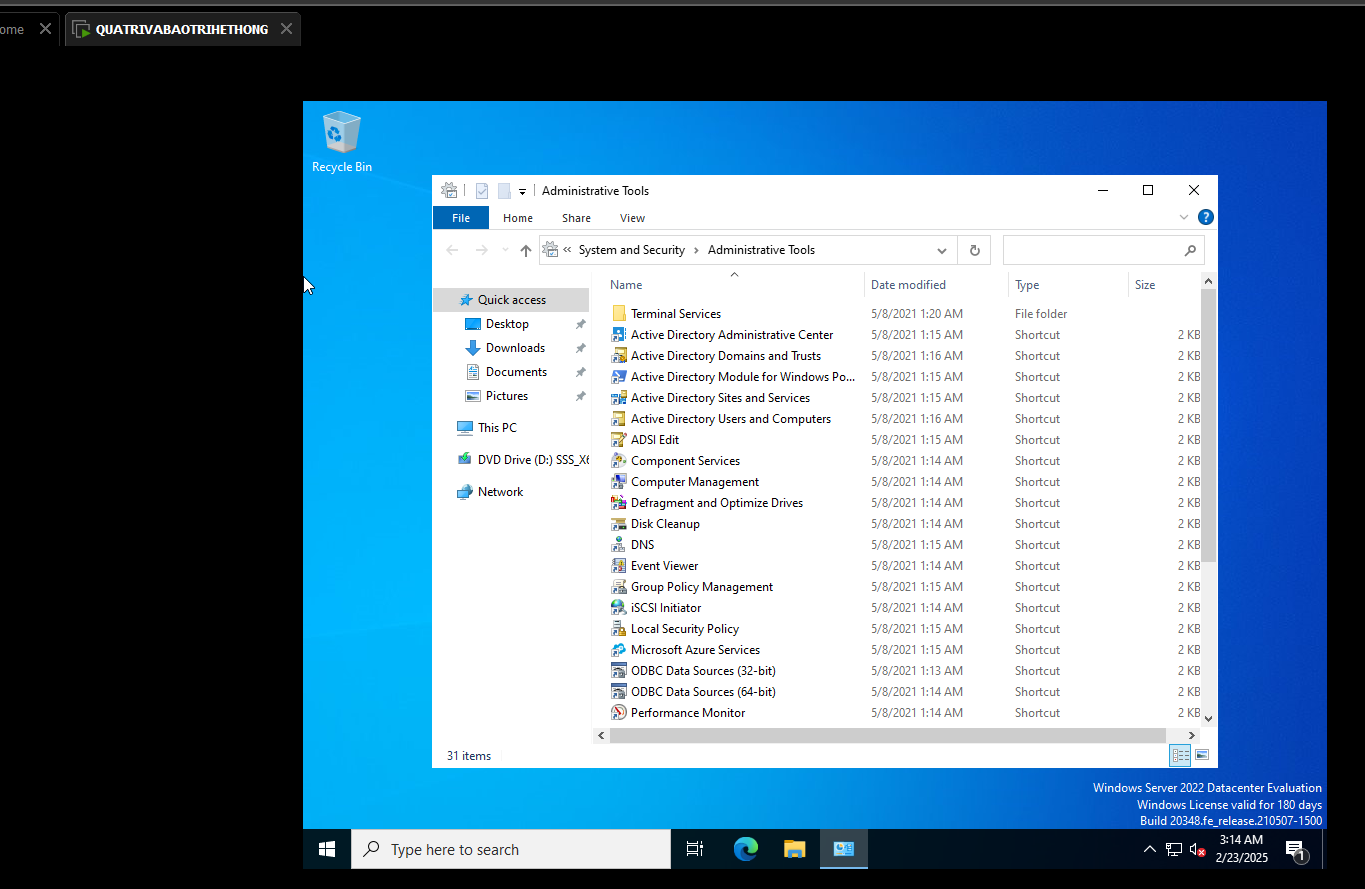 ome
QUATRIVABAOTRIHETHONG
Recycle Bin
Administrative Tools
File Home Share View
« System and Security > Administrative Tools
Name Date modified Type Size
Quick access
Desktop
Downloads
Documents
Pictures
This PC
DVD Drive (D:) SSS_X6
Network
Terminal Services 5/8/2021 1:20 AM File folder
Active Directory Administrative Center 5/8/2021 1:15 AM Shortcut 2 KB
Active Directory Domains and Trusts 5/8/2021 1:16 AM Shortcut 2 KB
Active Directory Module for Windows Po... 5/8/2021 1:15 AM Shortcut 2 KB
Active Directory Sites and Services 5/8/2021 1:15 AM Shortcut 2 KB
Active Directory Users and Computers 5/8/2021 1:16 AM Shortcut 2 KB
ADSI Edit 5/8/2021 1:15 AM Shortcut 2 KB
Component Services 5/8/2021 1:14 AM Shortcut 2 KB
Computer Management 5/8/2021 1:14 AM Shortcut 2 KB
Defragment and Optimize Drives 5/8/2021 1:14 AM Shortcut 2 KB
Disk Cleanup 5/8/2021 1:14 AM Shortcut 2 KB
DNS 5/8/2021 1:15 AM Shortcut 2 KB
Event Viewer 5/8/2021 1:14 AM Shortcut 2 KB
Group Policy Management 5/8/2021 1:15 AM Shortcut 2 KB
iSCSI Initiator 5/8/2021 1:14 AM Shortcut 2 KB
Local Security Policy 5/8/2021 1:15 AM Shortcut 2 KB
Microsoft Azure Services 5/8/2021 1:15 AM Shortcut 2 KB
ODBC Data Sources (32-bit) 5/8/2021 1:13 AM Shortcut 2 KB
ODBC Data Sources (64-bit) 5/8/2021 1:14 AM Shortcut 2 KB
Performance Monitor 5/8/2021 1:14 AM Shortcut 2 KB
31 items
Windows Server 2022 Datacenter Evaluation
Windows License valid for 180 days
Build 20348.fe_release.210507-1500
Type here to search
3:14 AM
2/23/2025
1